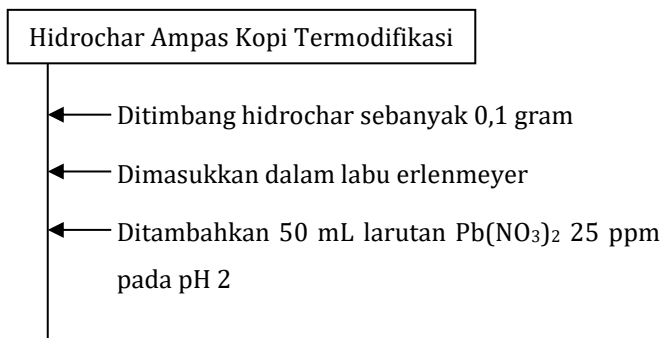 Hidrochar Ampas Kopi Termodifikasi
Ditimbang hidrochar sebanyak 0,1 gram
Dimasukkan dalam labu erlenmeyer
Ditambahkan 50 mL larutan Pb(NO₃)₂ 25 ppm
pada pH 2